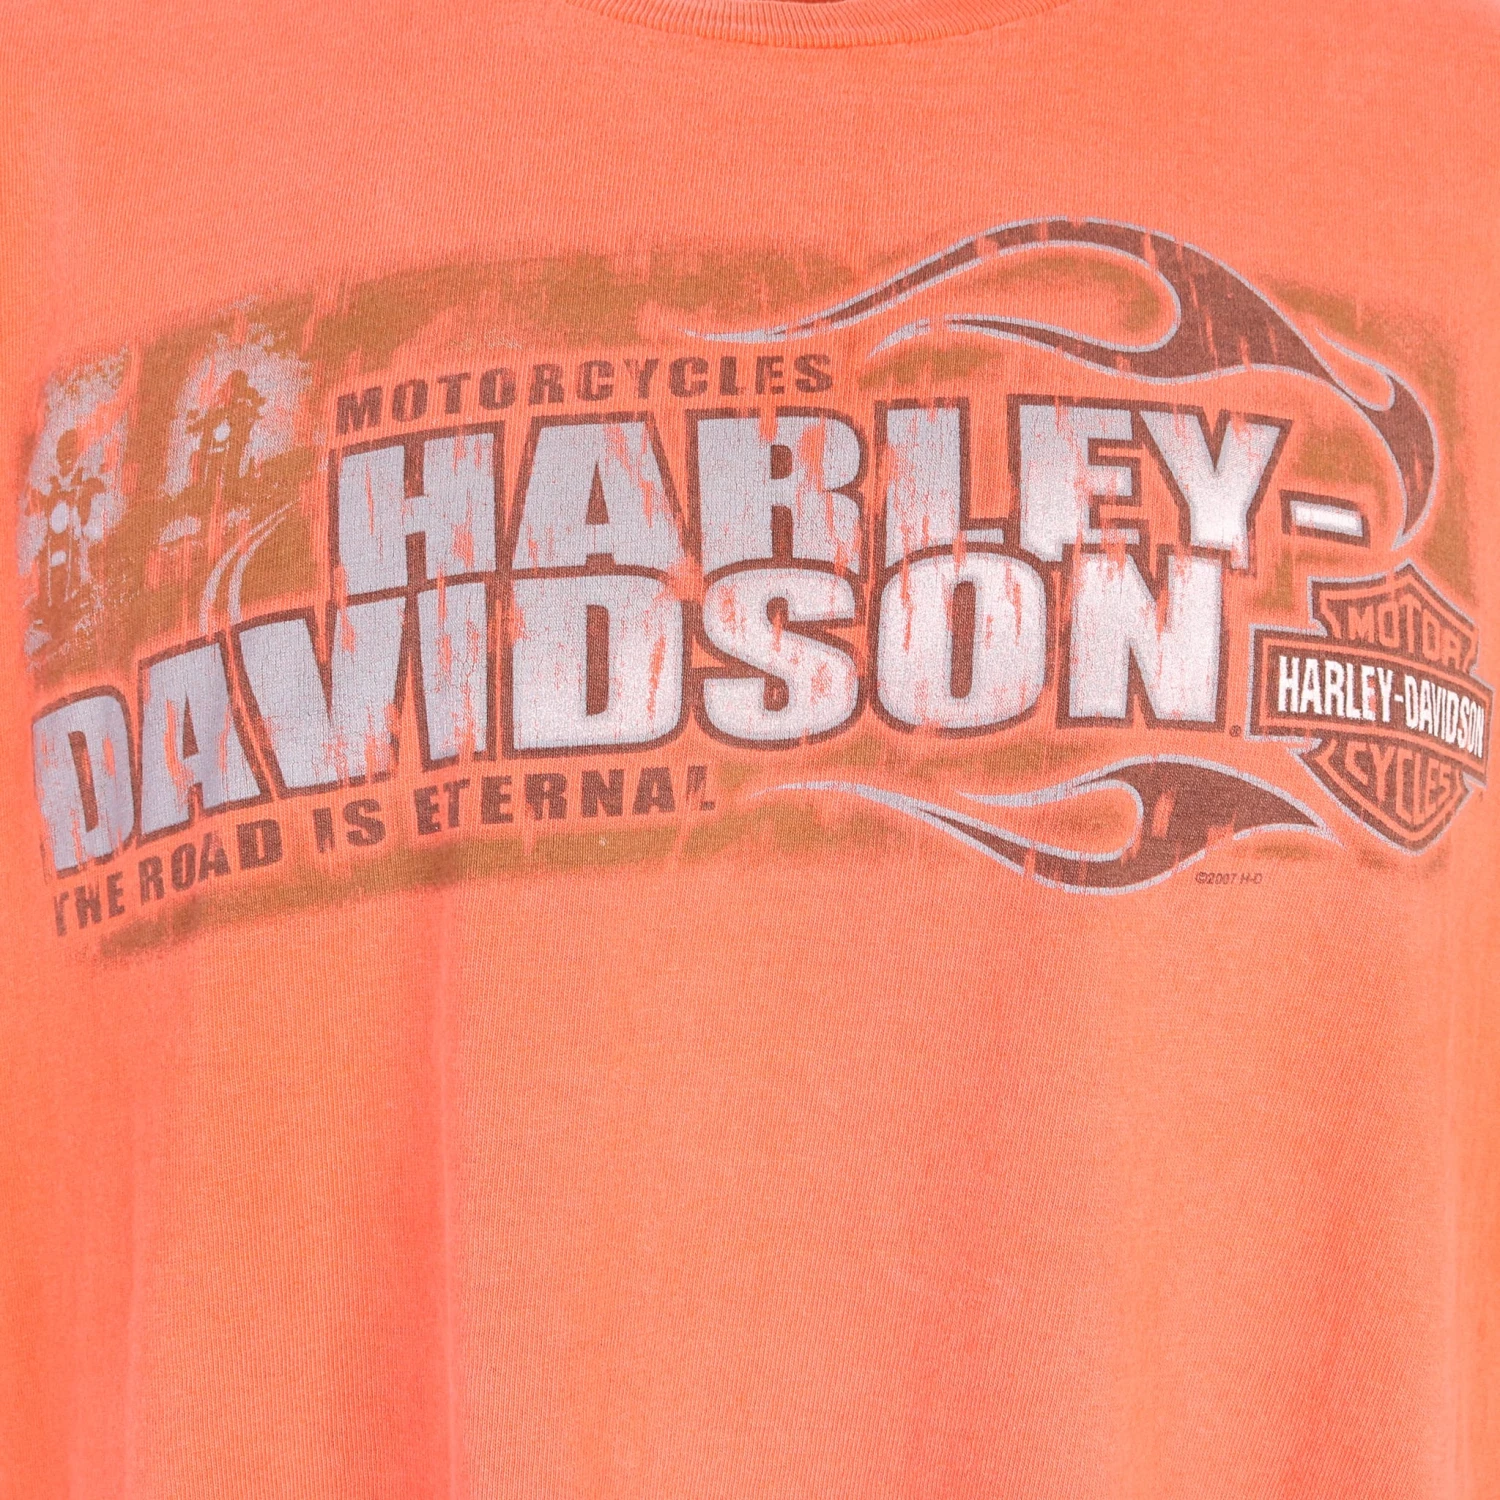 MOTORCYCLES
HARLEY-
DAVIDSON
THE ROAD IS ETERNAL
MOTOR
HARLEY-DAVIDSON
CYCLES
©2007 H-D